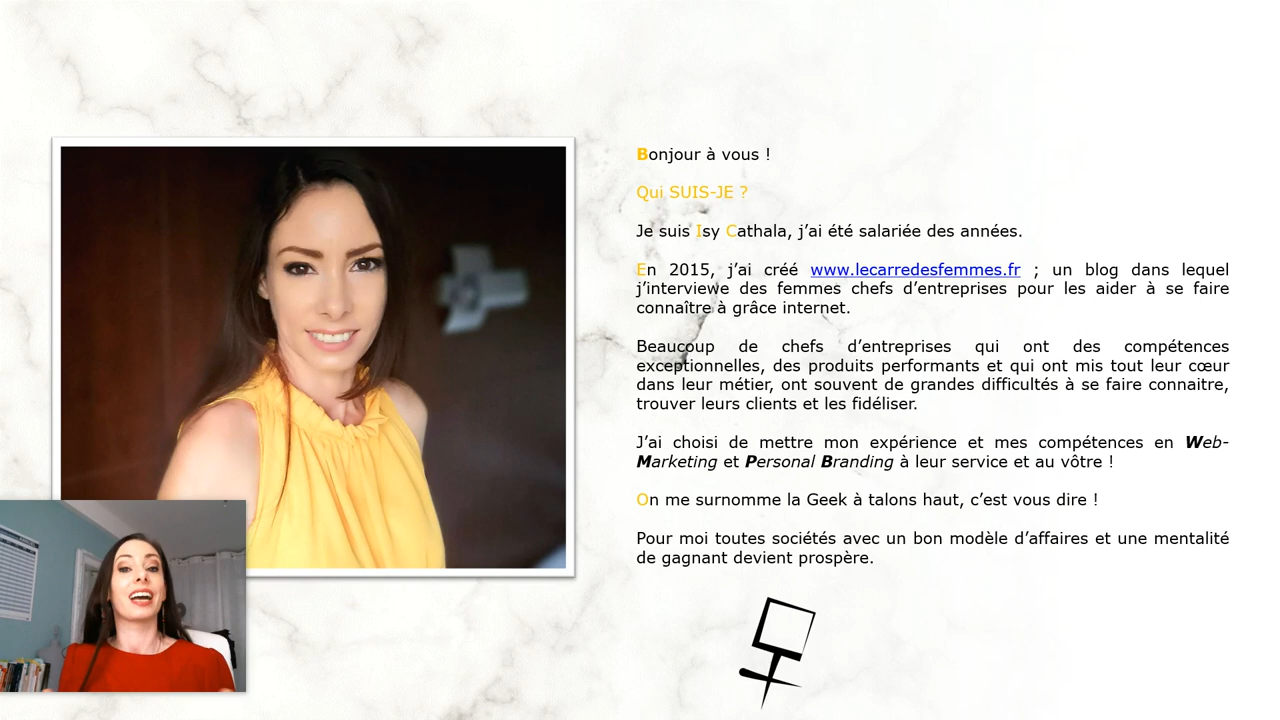 Bonjour à vous !
Qui SUIS-JE ?
Je suis Isy Cathala, j’ai été salariée des années.
En 2015, j’ai créé www.lecarredesfemmes.fr ; un blog dans lequel
j’interviewe des femmes chefs d’entreprises pour les aider à se faire
connaître à grâce internet.
Beaucoup de chefs d’entreprises qui ont des compétences
exceptionnelles, des produits performants et qui ont mis tout leur cœur
dans leur métier, ont souvent de grandes difficultés à se faire connaitre,
trouver leurs clients et les fidéliser.
J’ai choisi de mettre mon expérience et mes compétences en Web-
Marketing et Personal Branding à leur service et au vôtre !
On me surnomme la Geek à talons haut, c’est vous dire !
Pour moi toutes sociétés avec un bon modèle d’affaires et une mentalité
de gagnant devient prospère.